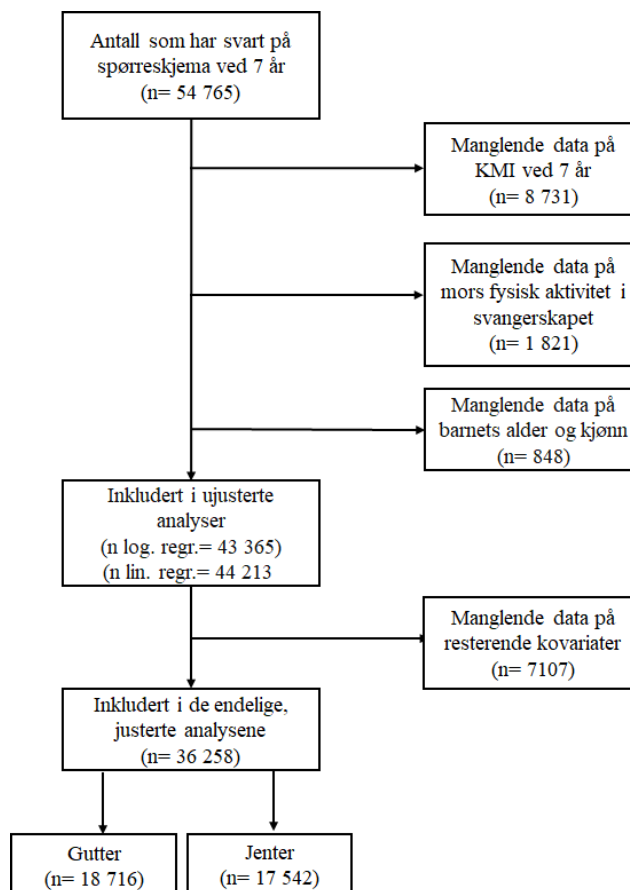 Antall som har svart på
spørreskjema ved 7 år
(n= 54 765)
Manglende data på
KMI ved 7 år
(n= 8 731)
Manglende data på
mors fysisk aktivitet i
svangerskapet
(n= 1 821)
Manglende data på
barnets alder og kjønn
(n= 848)
Inkludert i ujusterte
analyser
(n log. regr.= 43 365)
(n lin. regr.= 44 213
Manglende data på
resterende kovariater
(n= 7107)
Inkludert i de endelige,
justerte analysene
(n= 36 258)
Gutter
(n= 18 716)
Jenter
(n= 17 542)